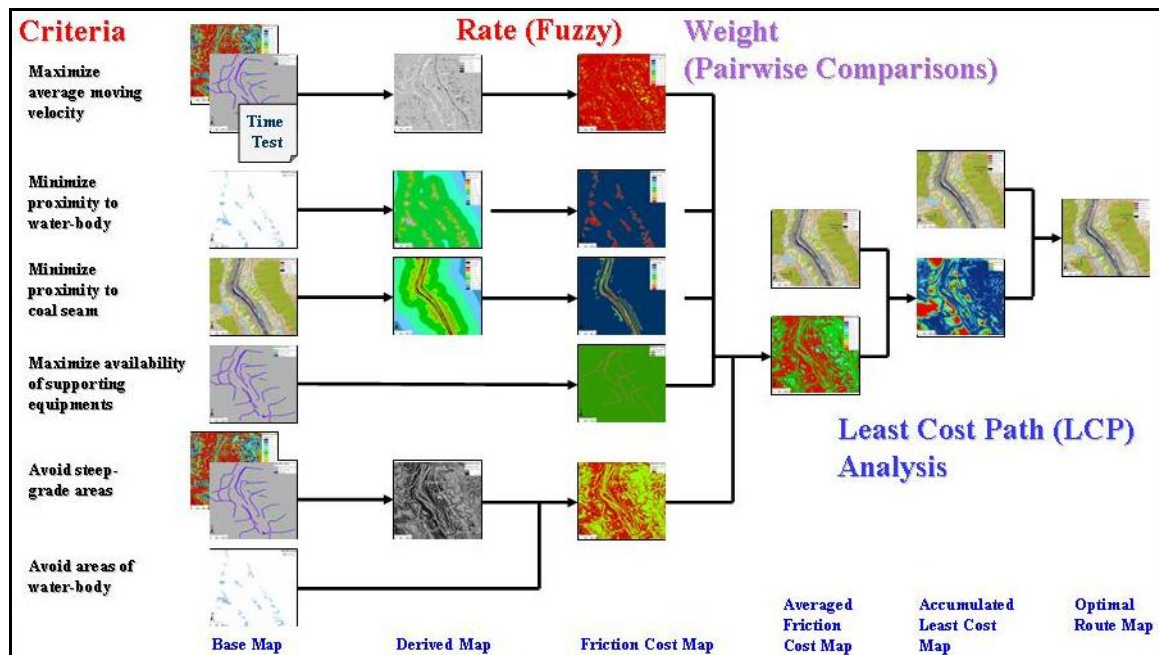 Criteria
Rate (Fuzzy)
Weight
(Pairwise Comparisons)
Maximize
average moving
velocity
Time
Test
Minimize
proximity to
water-body
Minimize
proximity to
coal seam
Maximize availability
of supporting
equipments
Least Cost Path (LCP)
Analysis
Avoid steep-
grade areas
Avoid areas of
water-body
Base Map
Derived Map
Friction Cost Map
Averaged
Friction
Cost Map
Accumulated
Least Cost
Map
Optimal
Route Map